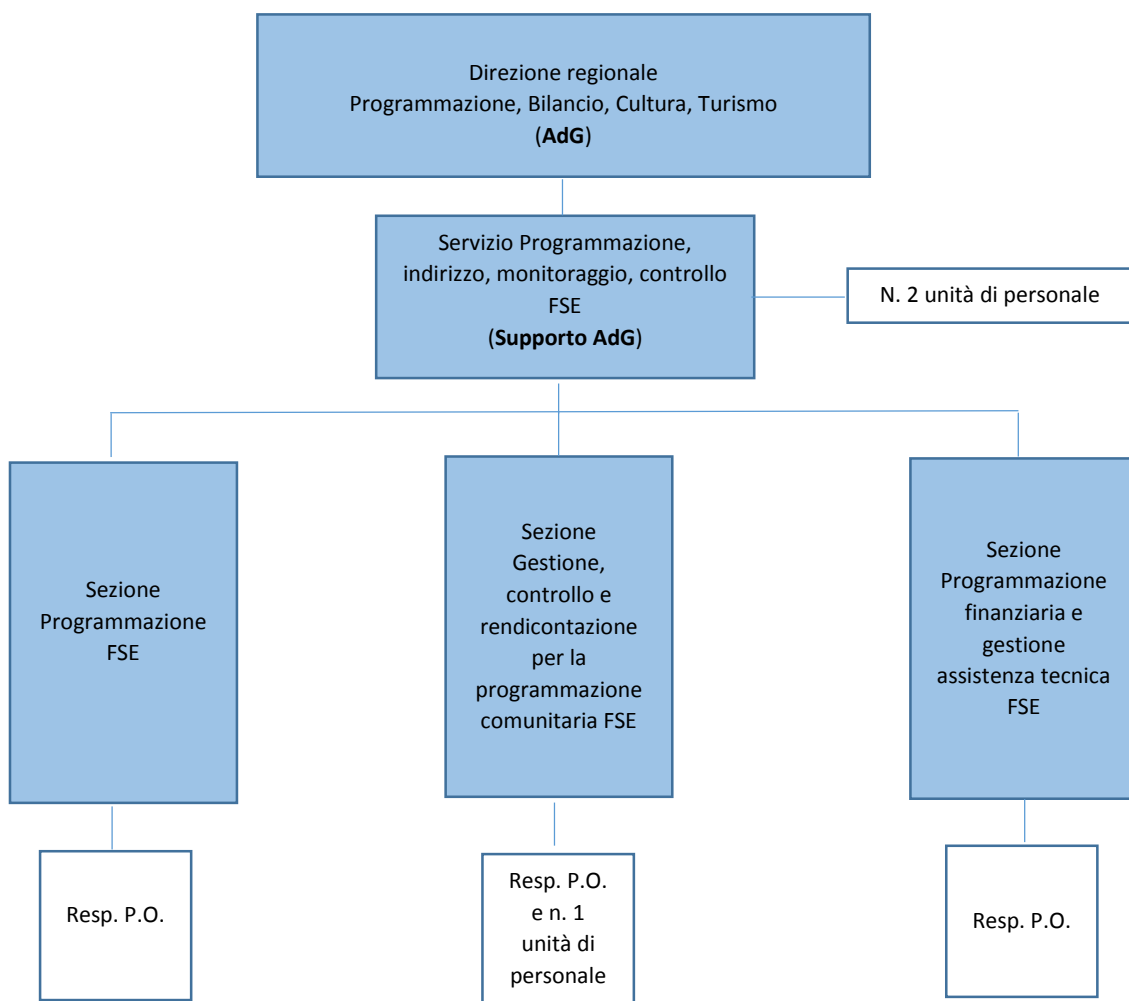 Direzione regionale
Programmazione, Bilancio, Cultura, Turismo
(AdG)
Servizio Programmazione,
indirizzo, monitoraggio, controllo
FSE
(Supporto AdG)
N. 2 unità di personale
Sezione
Programmazione
FSE
Sezione
Gestione,
controllo e
rendicontazione
per la
programmazione
comunitaria FSE
Sezione
Programmazione
finanziaria e
gestione
assistenza tecnica
FSE
Resp. P.O.
Resp. P.O.
e n. 1
unità di
personale
Resp. P.O.